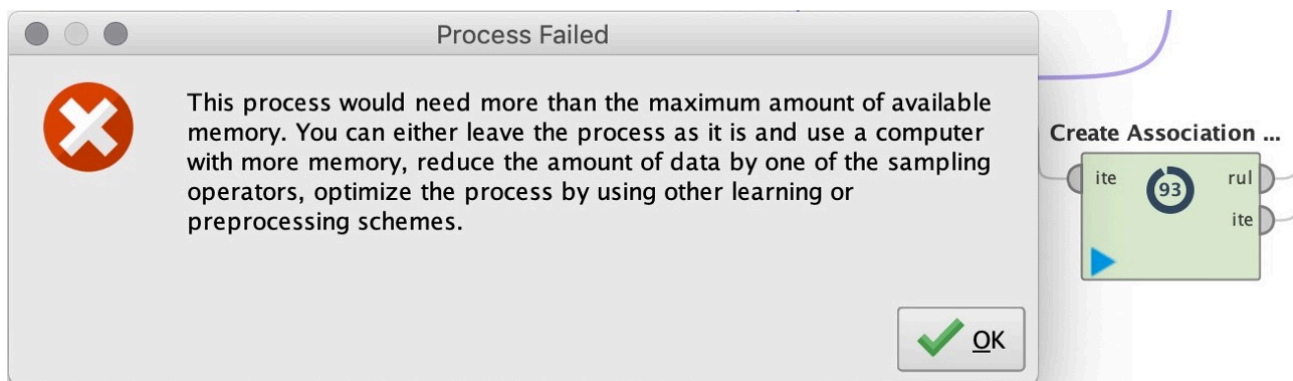 Process Failed
This process would need more than the maximum amount of available
memory. You can either leave the process as it is and use a computer
with more memory, reduce the amount of data by one of the sampling
operators, optimize the process by using other learning or
preprocessing schemes.
OK
Create Association ...
ite
93
rul
ite